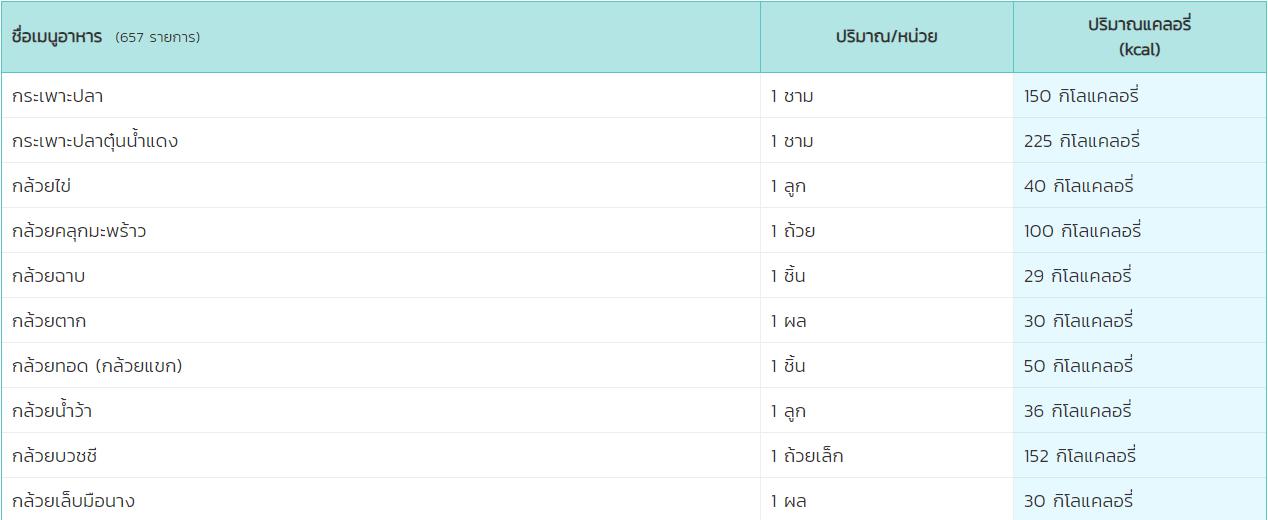 ชื่อเมนูอาหาร (657 รายการ) ปริมาณ/หน่วย ปริมาณแคลอรี่
(kcal)
กระเพาะปลา 1 ชาม 150 กิโลแคลอรี่
กระเพาะปลาตุ๋นน้ำแดง 1 ชาม 225 กิโลแคลอรี่
กล้วยไข่ 1 ลูก 40 กิโลแคลอรี่
กล้วยคลุกมะพร้าว 1 ถ้วย 100 กิโลแคลอรี่
กล้วยฉาบ 1 ชิ้น 29 กิโลแคลอรี่
กล้วยตาก 1 ผล 30 กิโลแคลอรี่
กล้วยทอด (กล้วยแขก) 1 ชิ้น 50 กิโลแคลอรี่
กล้วยน้ำว้า 1 ลูก 36 กิโลแคลอรี่
กล้วยบวชชี 1 ถ้วยเล็ก 152 กิโลแคลอรี่
กล้วยเล็บมือนาง 1 ผล 30 กิโลแคลอรี่